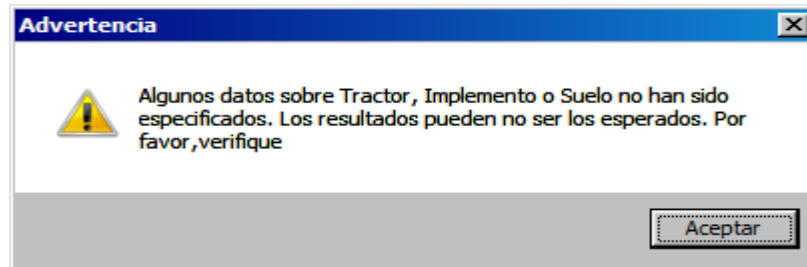 Advertencia
Algunos datos sobre Tractor, Implemento o Suelo no han sido
especificados. Los resultados pueden no ser los esperados. Por
favor,verifique
Aceptar